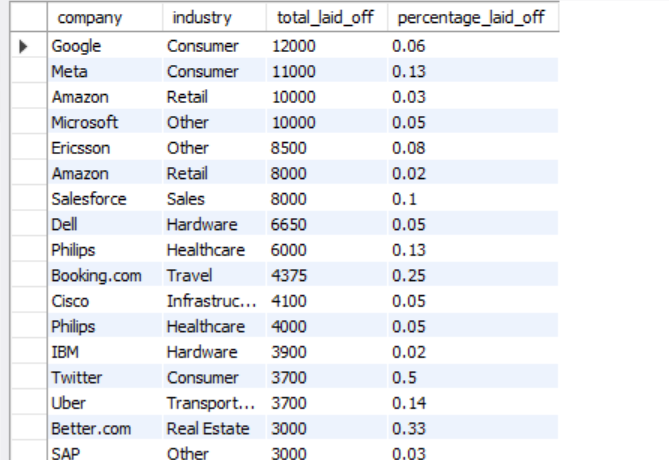 company industry total_laid_off percentage_laid_off
Google Consumer 12000 0.06
Meta Consumer 11000 0.13
Amazon Retail 10000 0.03
Microsoft Other 10000 0.05
Ericsson Other 8500 0.08
Amazon Retail 8000 0.02
Salesforce Sales 8000 0.1
Dell Hardware 6650 0.05
Philips Healthcare 6000 0.13
Booking.com Travel 4375 0.25
Cisco Infrastruc... 4100 0.05
Philips Healthcare 4000 0.05
IBM Hardware 3900 0.02
Twitter Consumer 3700 0.5
Uber Transport... 3700 0.14
Better.com Real Estate 3000 0.33
SAP Other 3000 0.03